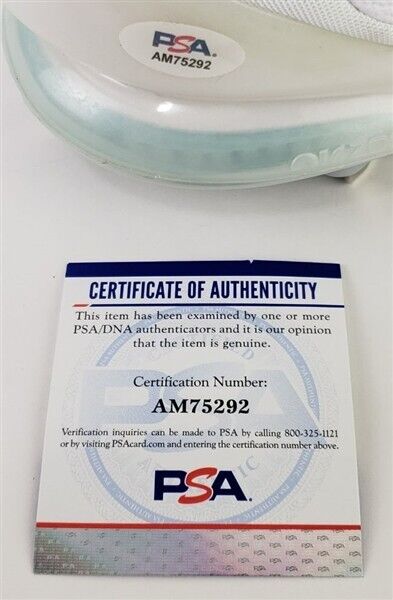 PSA
AM75292
CERTIFICATE OF AUTHENTICITY
This item has been examined by one or more
PSA/DNA authenticators and it is our opinion
that the item is genuine.
Certification Number:
AM75292
Verification inquiries can be made to PSA by calling 800-325-1121
or by visiting PSAcard.com and entering the certification number above.
PSA.